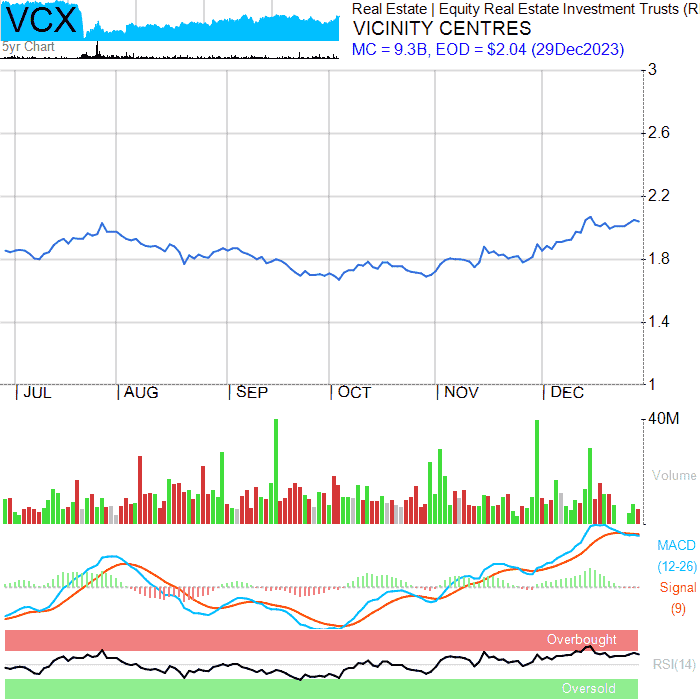 VCX
5yr Chart
Real Estate | Equity Real Estate Investment Trusts (R
VICINITY CENTRES
MC = 9.3B, EOD = $2.04 (29Dec2023)
3
2.6
2.2
1.8
1.4
1
JUL AUG SEP OCT NOV DEC
40M
Volume
MACD
(12-26)
Signal
(9)
Overbought
RSI(14)
Oversold